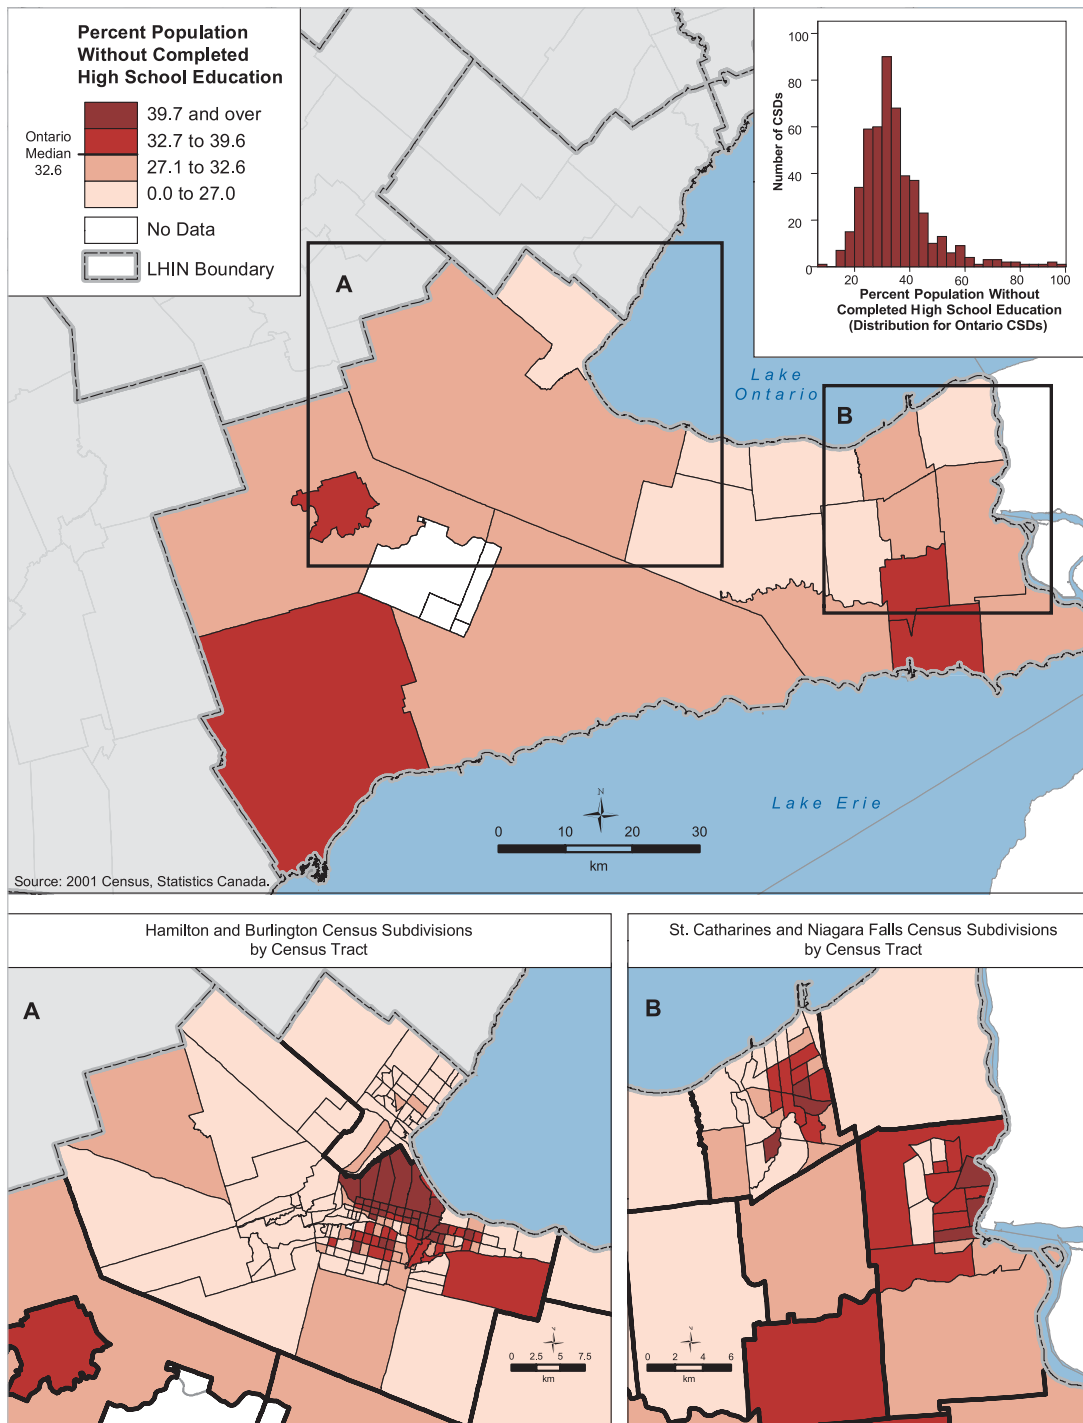 Percent Population
Without Completed
High School Education
39.7 and over
32.7 to 39.6
27.1 to 32.6
0.0 to 27.0
Ontario
Median
32.6
No Data
LHIN Boundary
100
80
60
40
20
0
20
40
60
80
100
Number of CSDs
Percent Population Without
Completed High School Education
(Distribution for Ontario CSDs)
A
Lake
Ontario
B
Lake Erie
N
0 10 20 30
km
Source: 2001 Census, Statistics Canada.
Hamilton and Burlington Census Subdivisions
by Census Tract
A
N
0 2.5 5 7.5
km
St. Catharines and Niagara Falls Census Subdivisions
by Census Tract
B
N
0 2 4 6
km